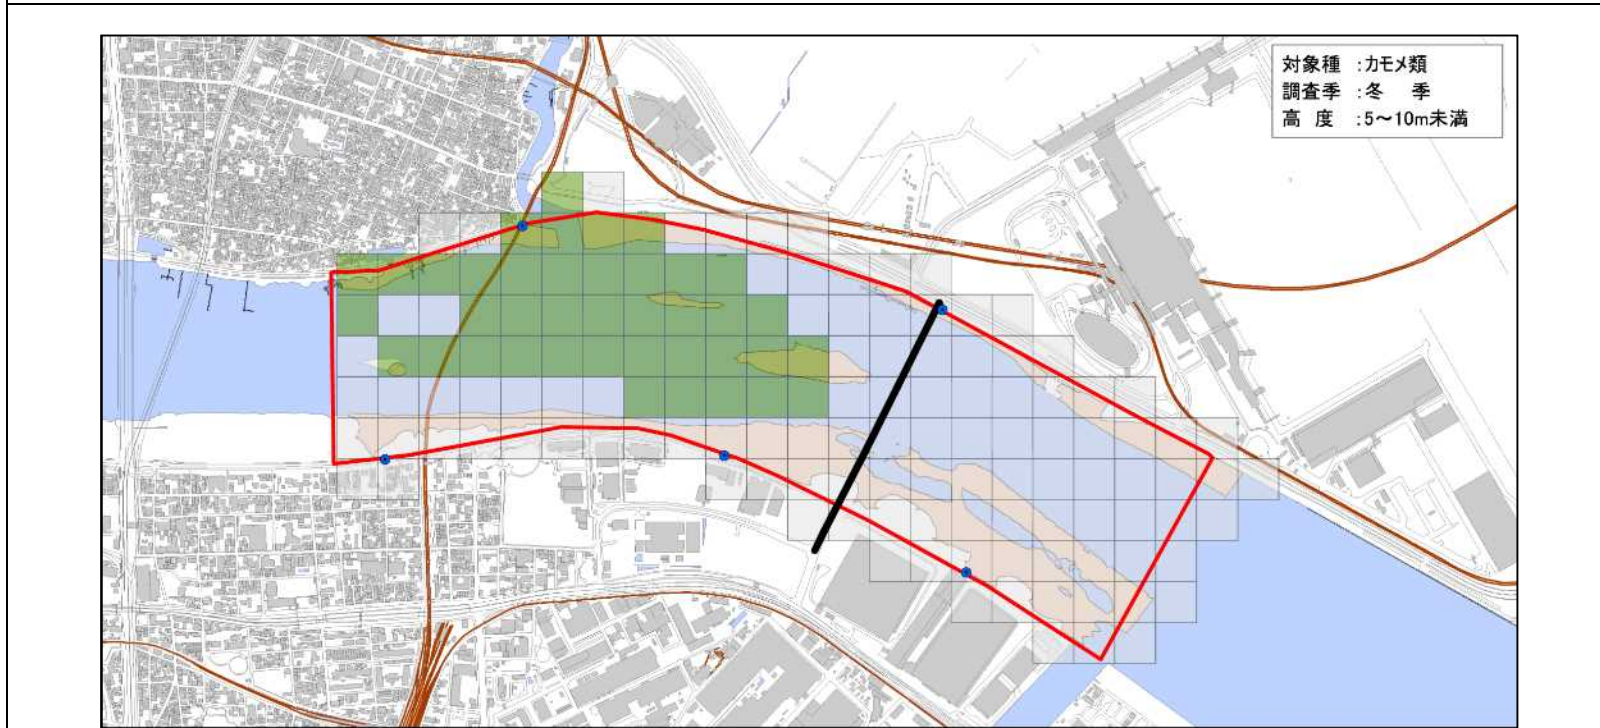 対象種 :カモメ類
調査季 :冬 季
高 度 :5～10m未満